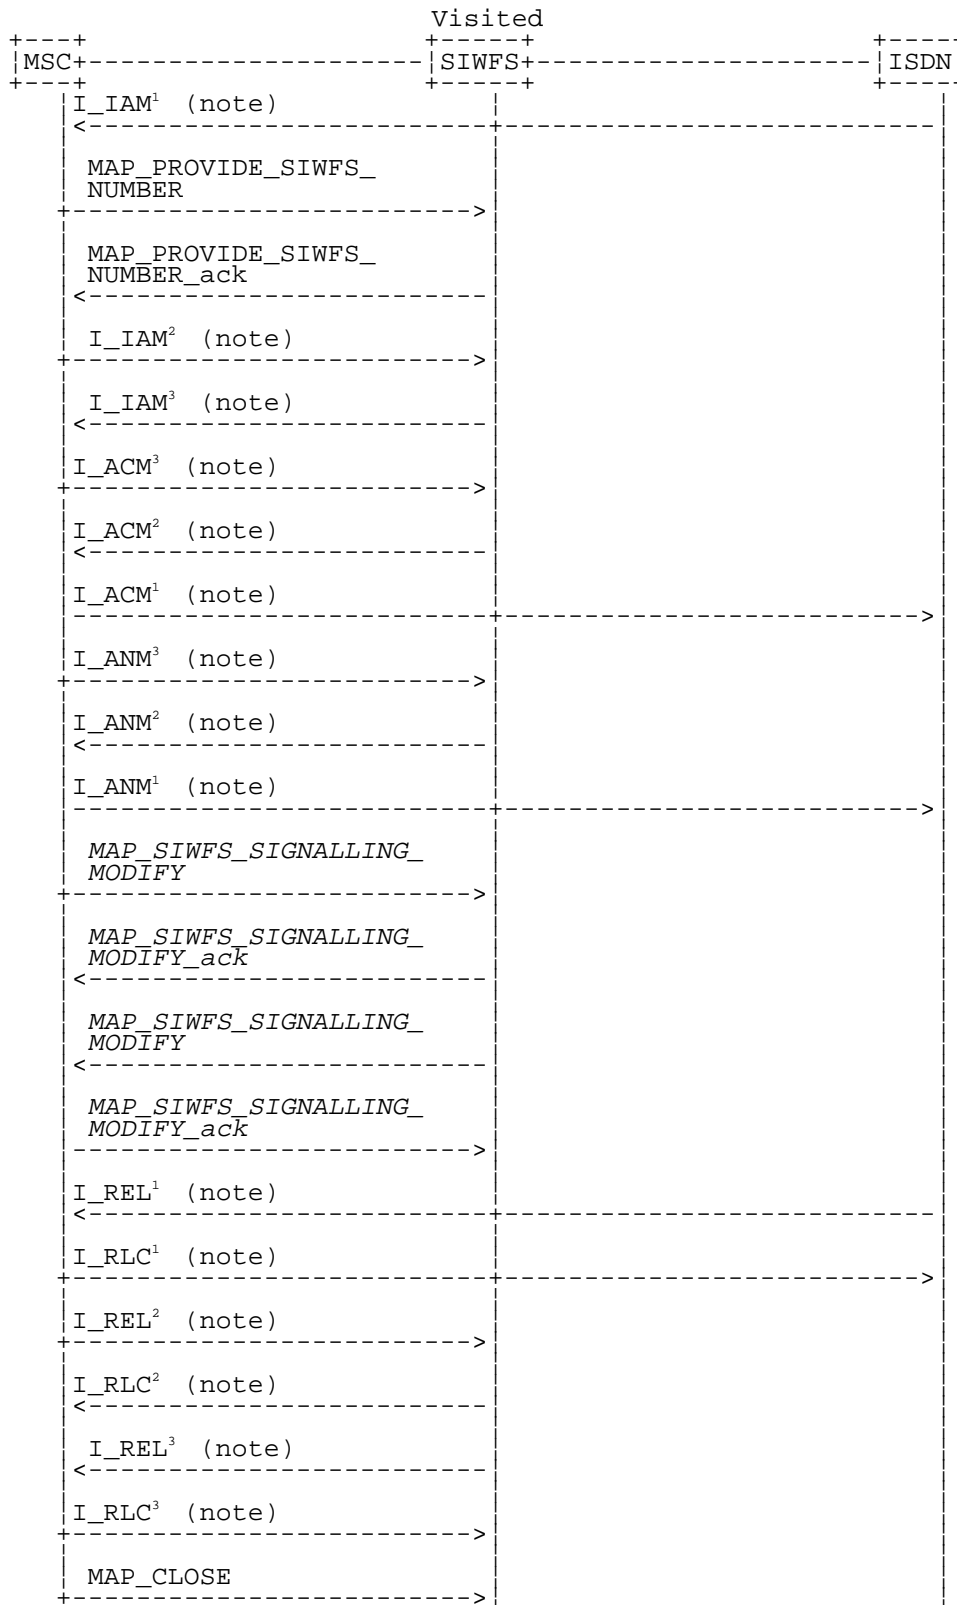 Visited
MSC SIWFS ISDN
I_IAM¹ (note)
MAP_PROVIDE_SIWFS_
NUMBER
MAP_PROVIDE_SIWFS_
NUMBER_ack
I_IAM² (note)
I_IAM³ (note)
I_ACM³ (note)
I_ACM² (note)
I_ACM¹ (note)
I_ANM³ (note)
I_ANM² (note)
I_ANM¹ (note)
MAP_SIWFS_SIGNALLING_
MODIFY
MAP_SIWFS_SIGNALLING_
MODIFY_ack
MAP_SIWFS_SIGNALLING_
MODIFY
MAP_SIWFS_SIGNALLING_
MODIFY_ack
I_REL¹ (note)
I_RLC¹ (note)
I_REL² (note)
I_RLC² (note)
I_REL³ (note)
I_RLC³ (note)
MAP_CLOSE